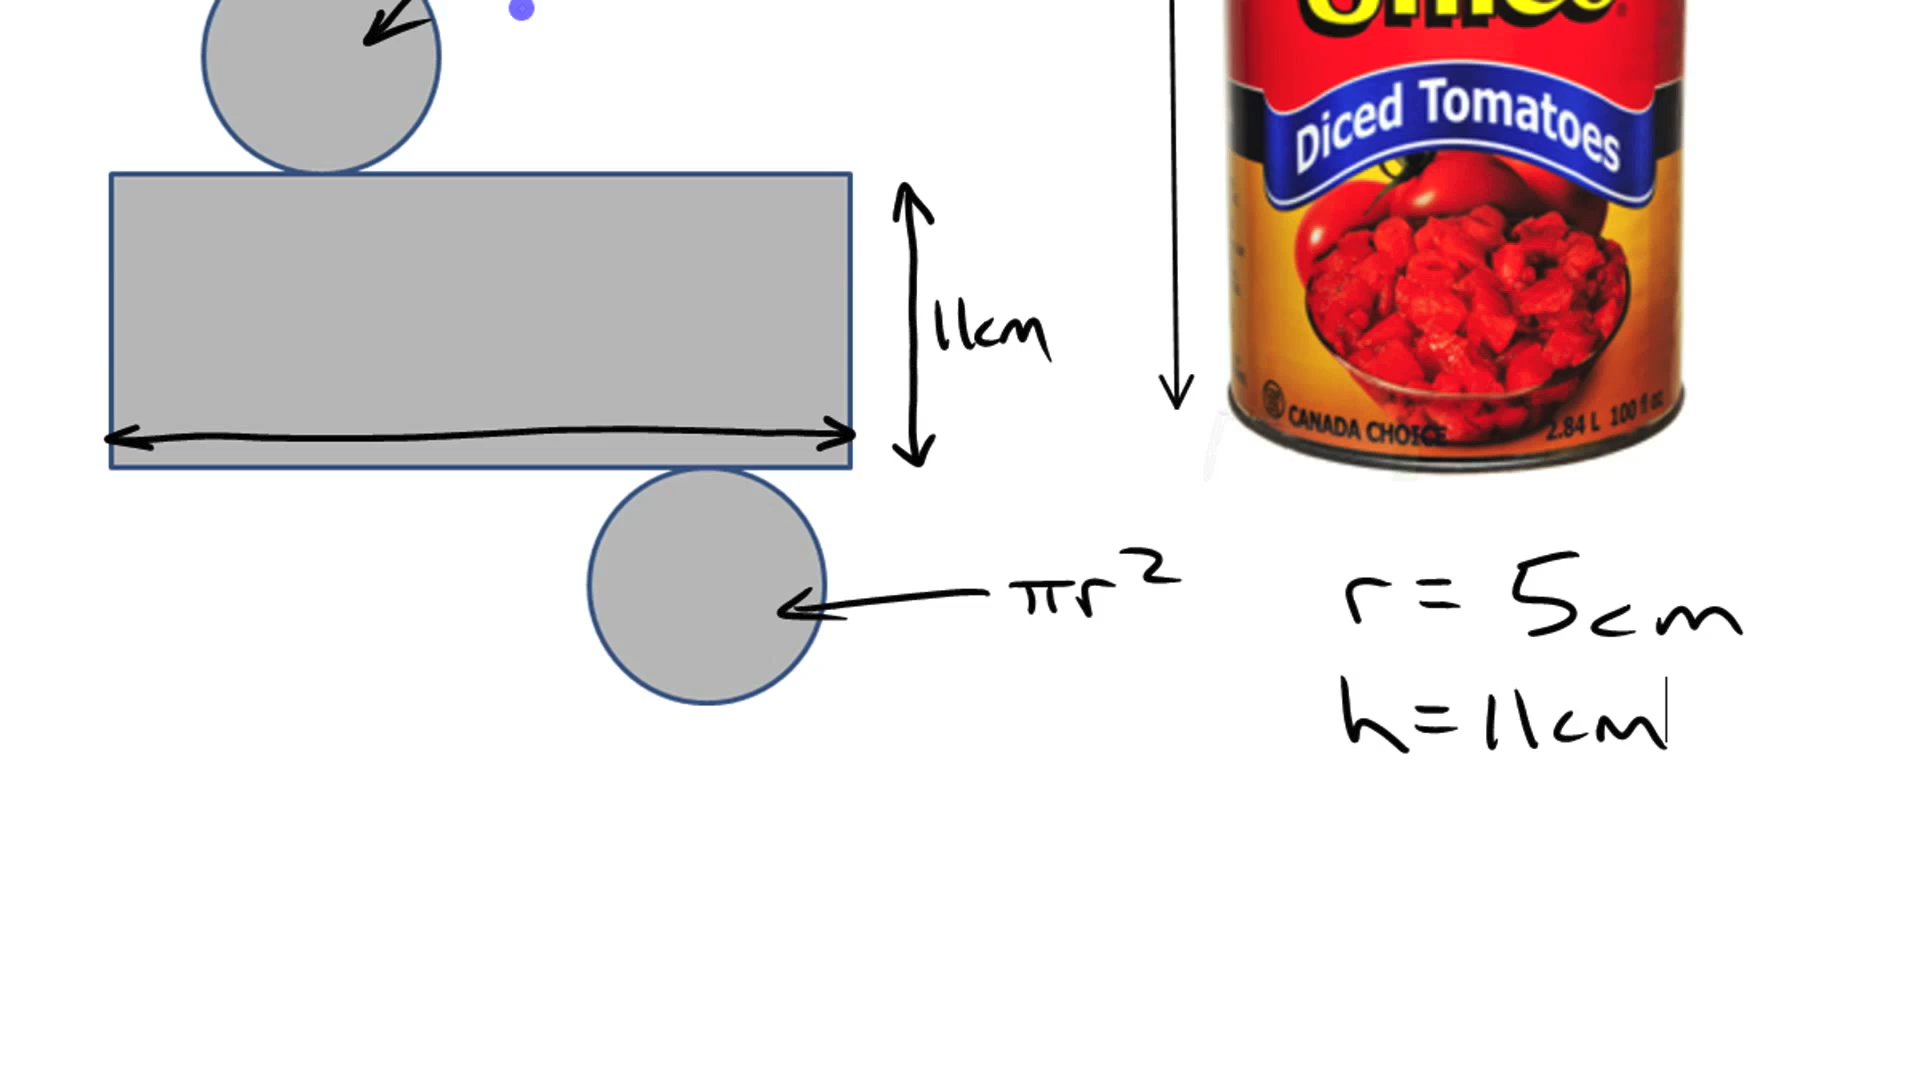 Diced Tomatoes
11cm
CANADA CHOICE
2.84 L 100 fl oz
πr²
r = 5cm
h = 11cm